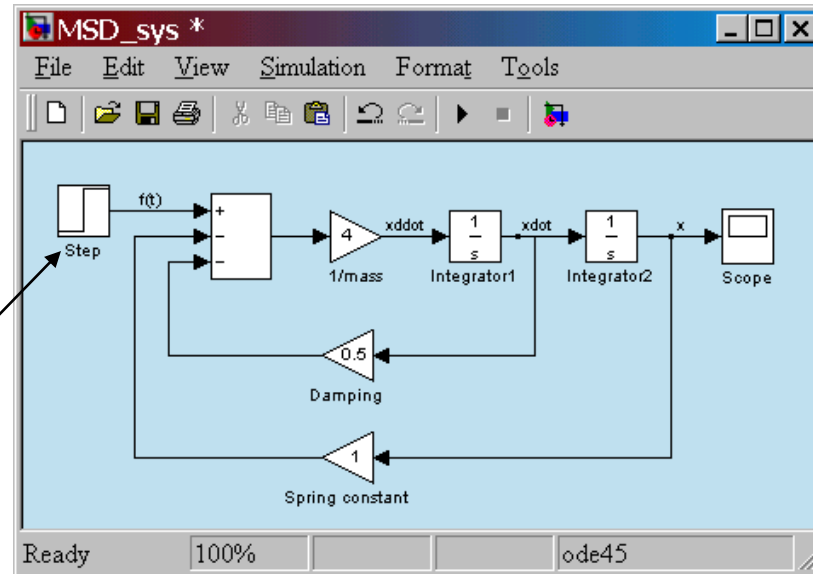 MSD_sys *
File Edit View Simulation Format Tools
f(t)
+
−
−
Step
4
xddot
1/mass
1
s
Integrator1
xdot
1
s
Integrator2
x
Scope
0.5
Damping
1
Spring constant
Ready 100% ode45